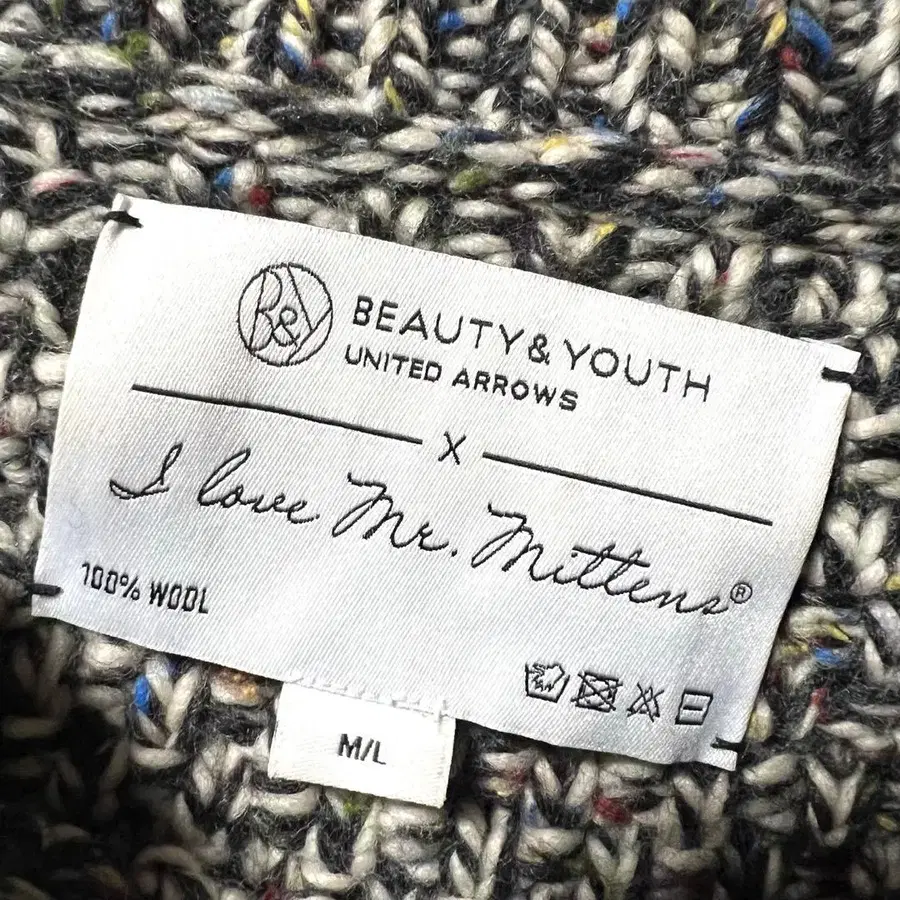 B&Y
BEAUTY & YOUTH
UNITED ARROWS
X
I love Mr. Mittens®
100% WOOL
M/L